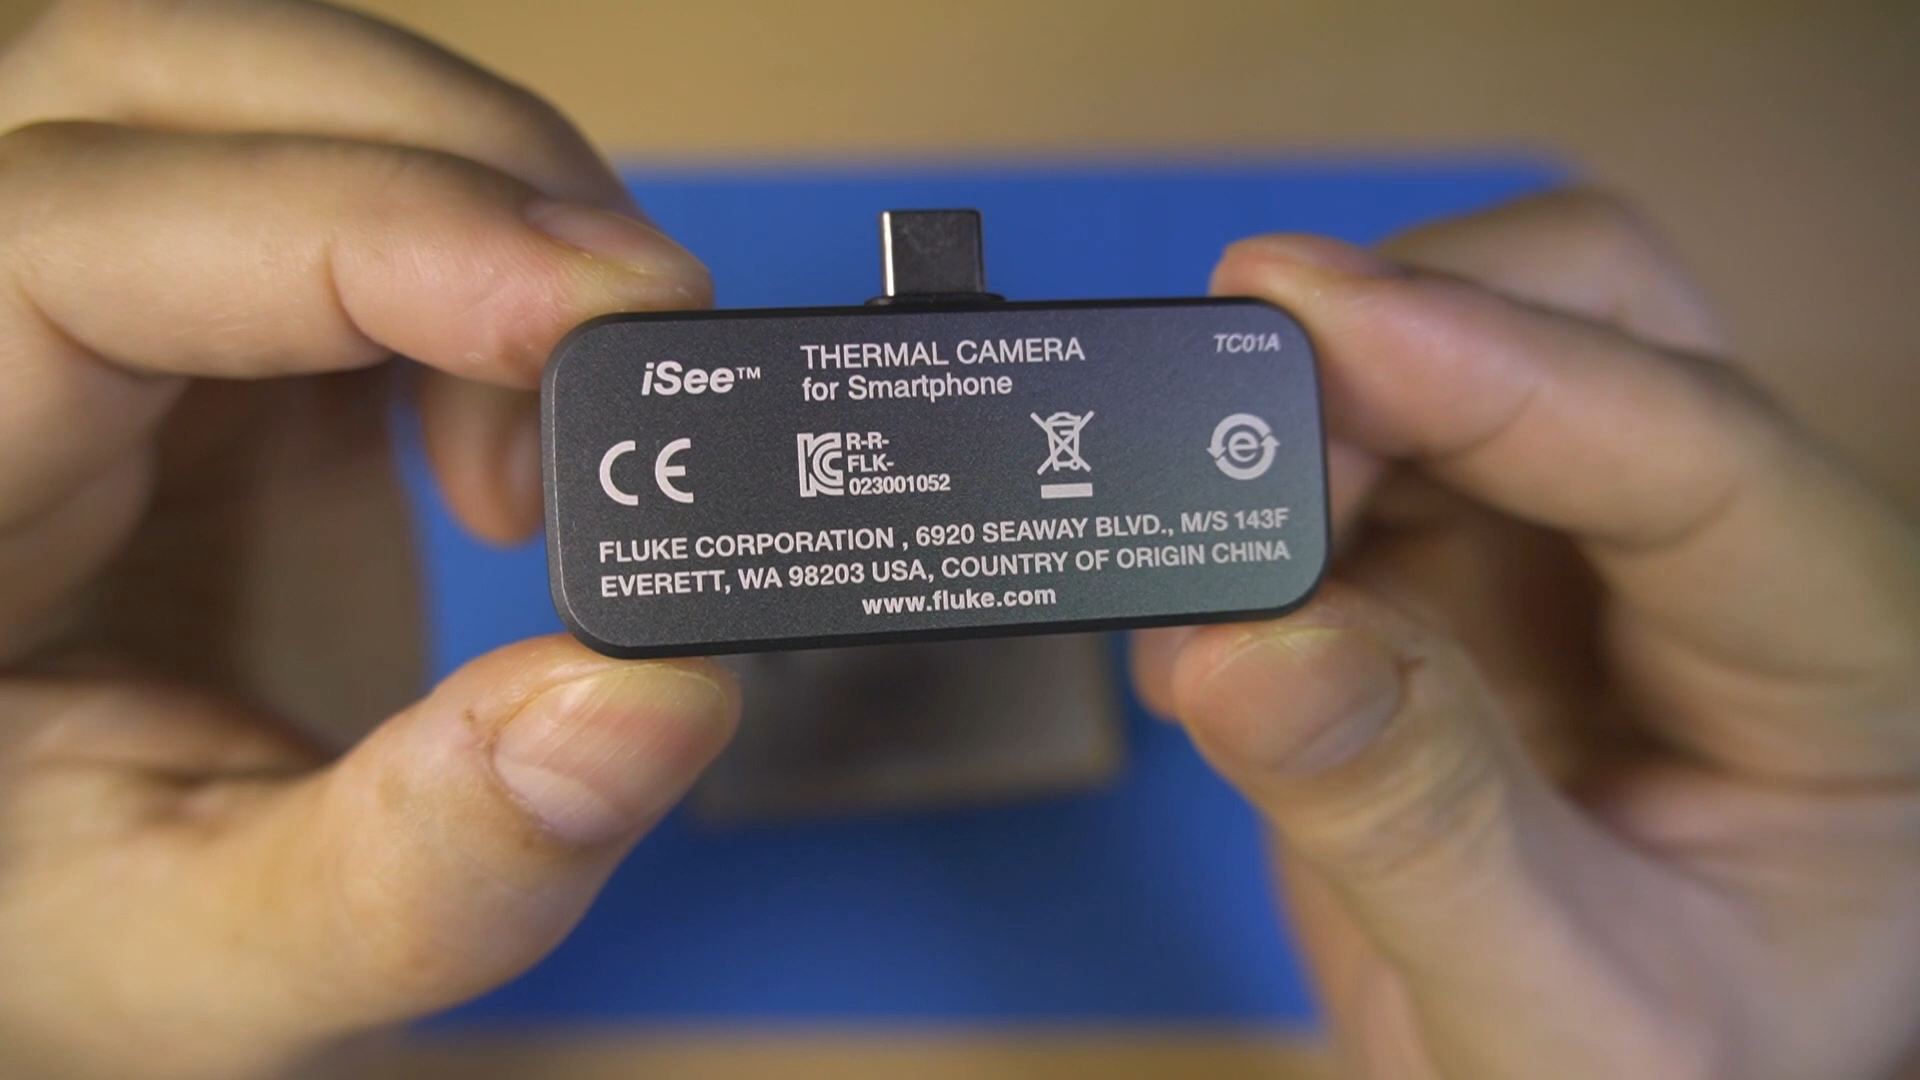 iSee™
THERMAL CAMERA
for Smartphone
TC01A
CE
R-R-
FLK-
023001052
e
FLUKE CORPORATION , 6920 SEAWAY BLVD., M/S 143F
EVERETT, WA 98203 USA, COUNTRY OF ORIGIN CHINA
www.fluke.com